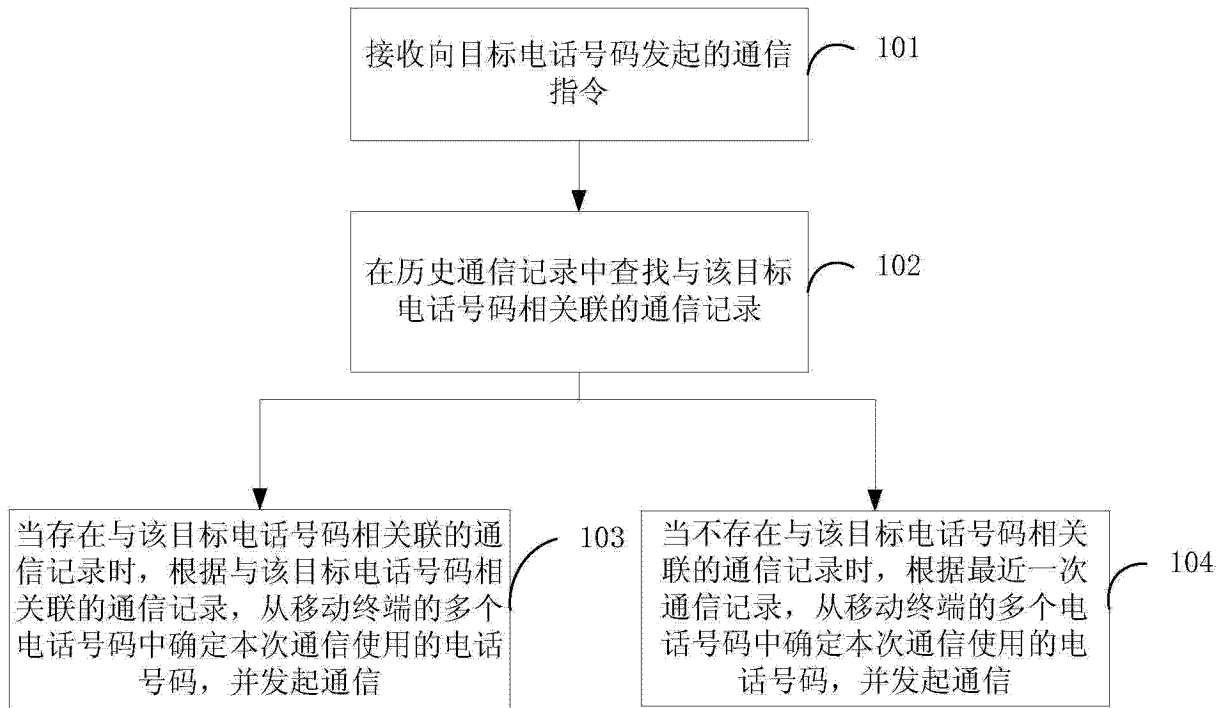 接收向目标电话号码发起的通信
指令
101
在历史通信记录中查找与该目标
电话号码相关联的通信记录
102
当存在与该目标电话号码相关联的通
信记录时，根据与该目标电话号码相
关联的通信记录，从移动终端的多个
电话号码中确定本次通信使用的电话
号码，并发起通信
103
当不存在与该目标电话号码相关
联的通信记录时，根据最近一次
通信记录，从移动终端的多个电
话号码中确定本次通信使用的电
话号码，并发起通信
104